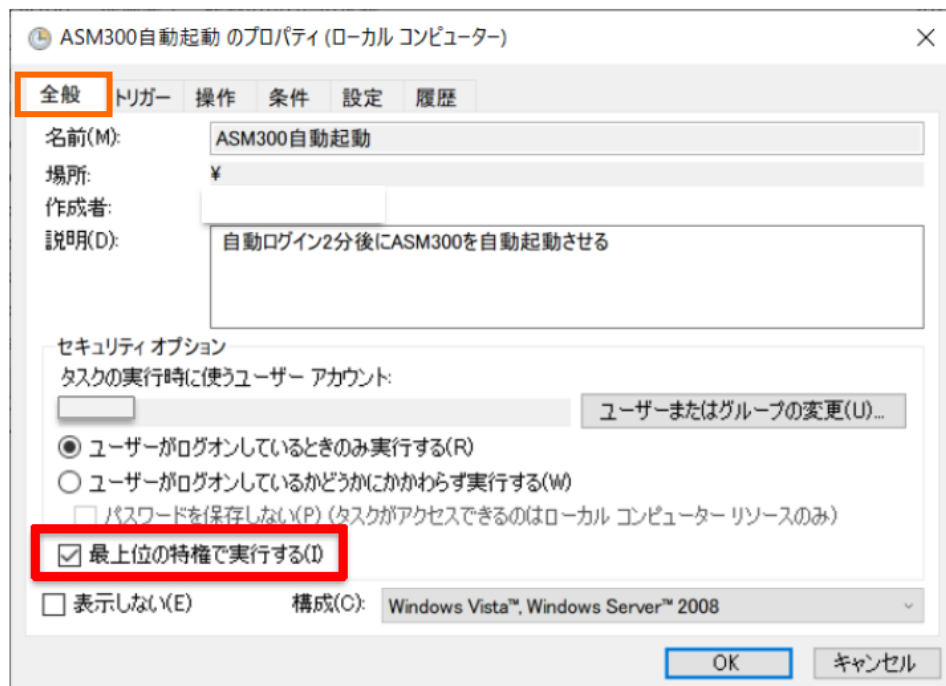 ASM300自動起動 のプロパティ (ローカル コンピューター)
全般 トリガー 操作 条件 設定 履歴
名前(M): ASM300自動起動
場所: ¥
作成者:
説明(D): 自動ログイン2分後にASM300を自動起動させる
セキュリティ オプション
タスクの実行時に使うユーザー アカウント:
ユーザーまたはグループの変更(U)...
ユーザーがログオンしているときのみ実行する(R)
ユーザーがログオンしているかどうかにかかわらず実行する(W)
パスワードを保存しない(P) (タスクがアクセスできるのはローカル コンピューター リソースのみ)
最上位の特権で実行する(I)
表示しない(E) 構成(C): Windows Vista™, Windows Server™ 2008
OK キャンセル